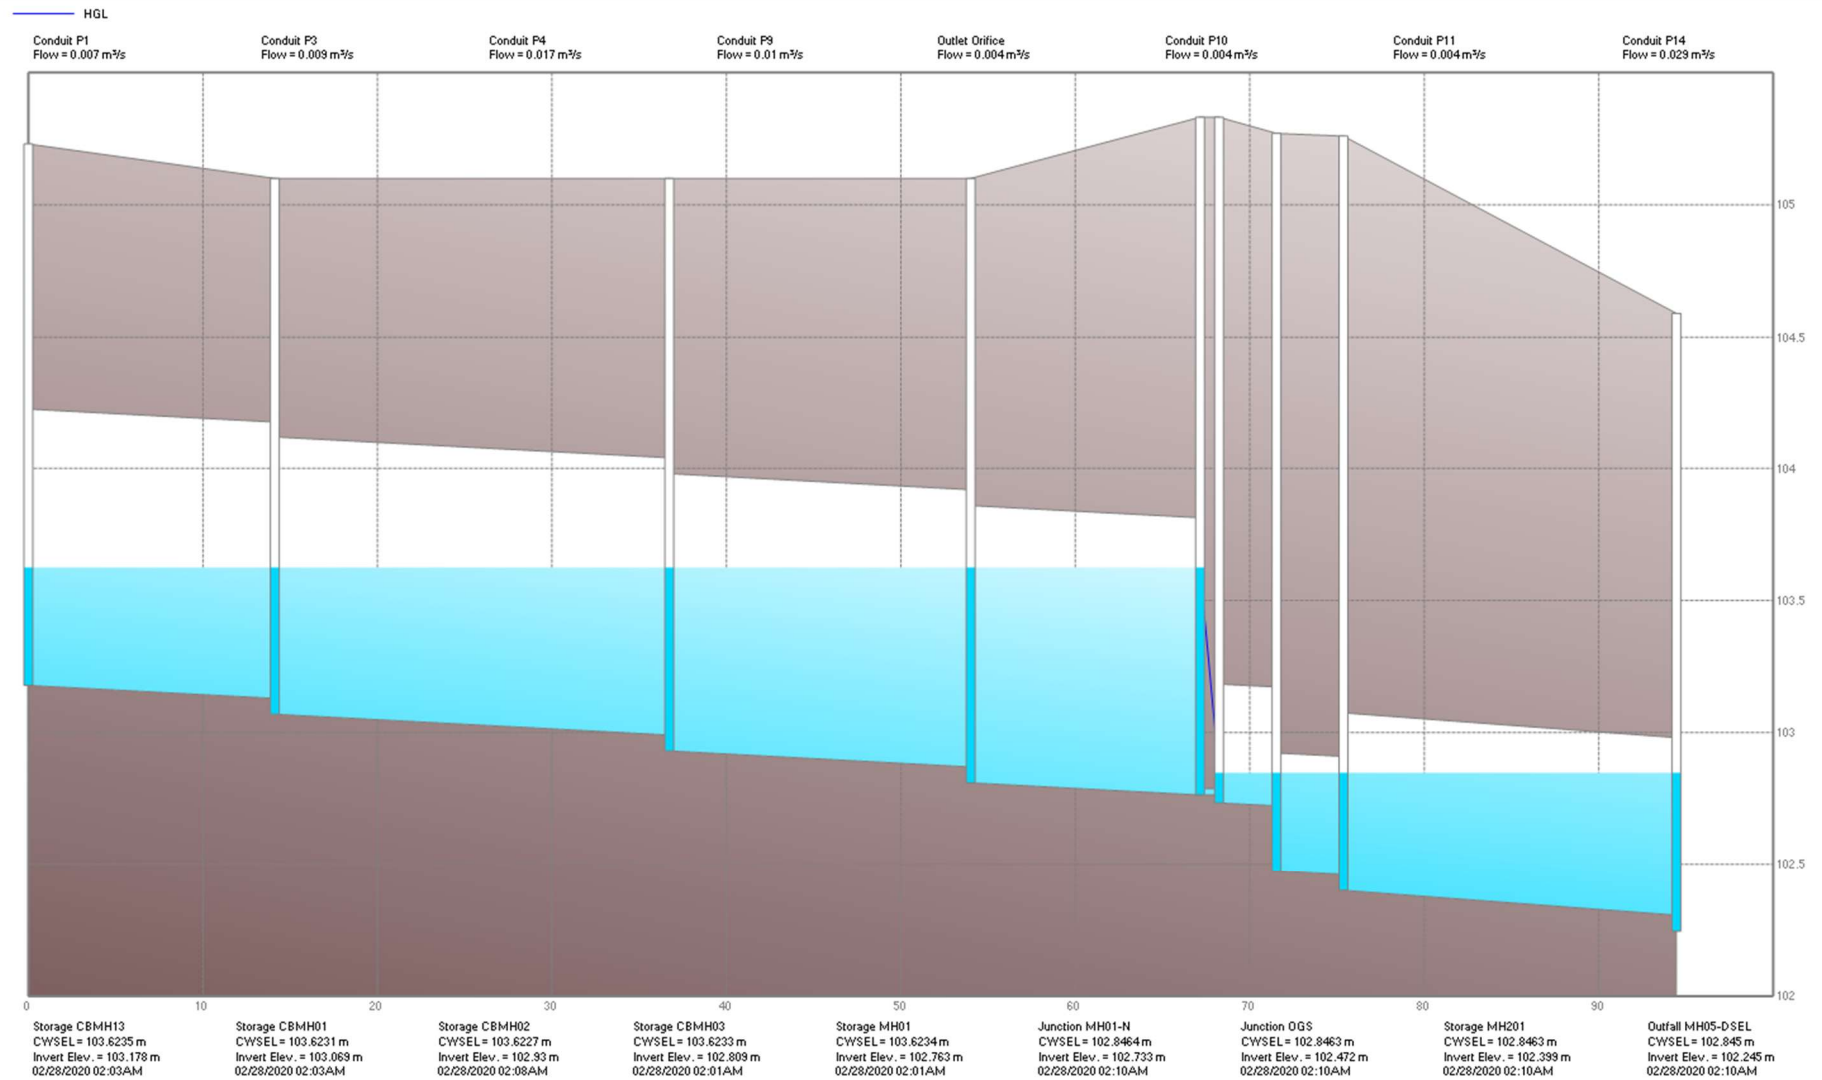 HGL
Conduit P1
Flow = 0.007 m³/s
Conduit P3
Flow = 0.009 m³/s
Conduit P4
Flow = 0.017 m³/s
Conduit P9
Flow = 0.01 m³/s
Outlet Orifice
Flow = 0.004 m³/s
Conduit P10
Flow = 0.004 m³/s
Conduit P11
Flow = 0.004 m³/s
Conduit P14
Flow = 0.029 m³/s
105
104.5
104
103.5
103
102.5
102
0
10
20
30
40
50
60
70
80
90
Storage CBMH13
CWSEL = 103.6235 m
Invert Elev. = 103.178 m
02/28/2020 02:03AM
Storage CBMH01
CWSEL = 103.6231 m
Invert Elev. = 103.069 m
02/28/2020 02:03AM
Storage CBMH02
CWSEL = 103.6227 m
Invert Elev. = 102.93 m
02/28/2020 02:08AM
Storage CBMH03
CWSEL = 103.6233 m
Invert Elev. = 102.809 m
02/28/2020 02:01AM
Storage MH01
CWSEL = 103.6234 m
Invert Elev. = 102.763 m
02/28/2020 02:01AM
Junction MH01-N
CWSEL = 102.8464 m
Invert Elev. = 102.733 m
02/28/2020 02:10AM
Junction OGS
CWSEL = 102.8463 m
Invert Elev. = 102.472 m
02/28/2020 02:10AM
Storage MH201
CWSEL = 102.8463 m
Invert Elev. = 102.399 m
02/28/2020 02:10AM
Outfall MH05-DSEL
CWSEL = 102.845 m
Invert Elev. = 102.245 m
02/28/2020 02:10AM